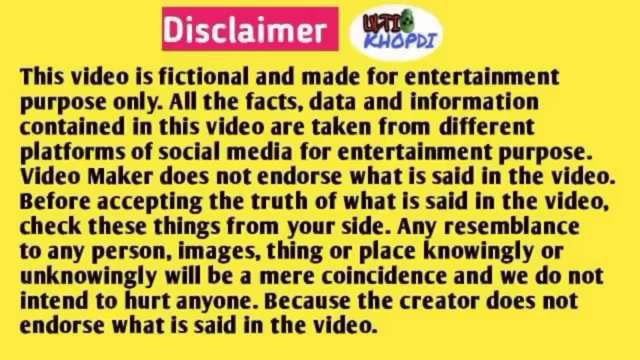 Disclaimer
ULTI
KHOPDI
This video is fictional and made for entertainment
purpose only. All the facts, data and information
contained in this video are taken from different
platforms of social media for entertainment purpose.
Video Maker does not endorse what is said in the video.
Before accepting the truth of what is said in the video,
check these things from your side. Any resemblance
to any person, images, thing or place knowingly or
unknowingly will be a mere coincidence and we do not
intend to hurt anyone. Because the creator does not
endorse what is said in the video.